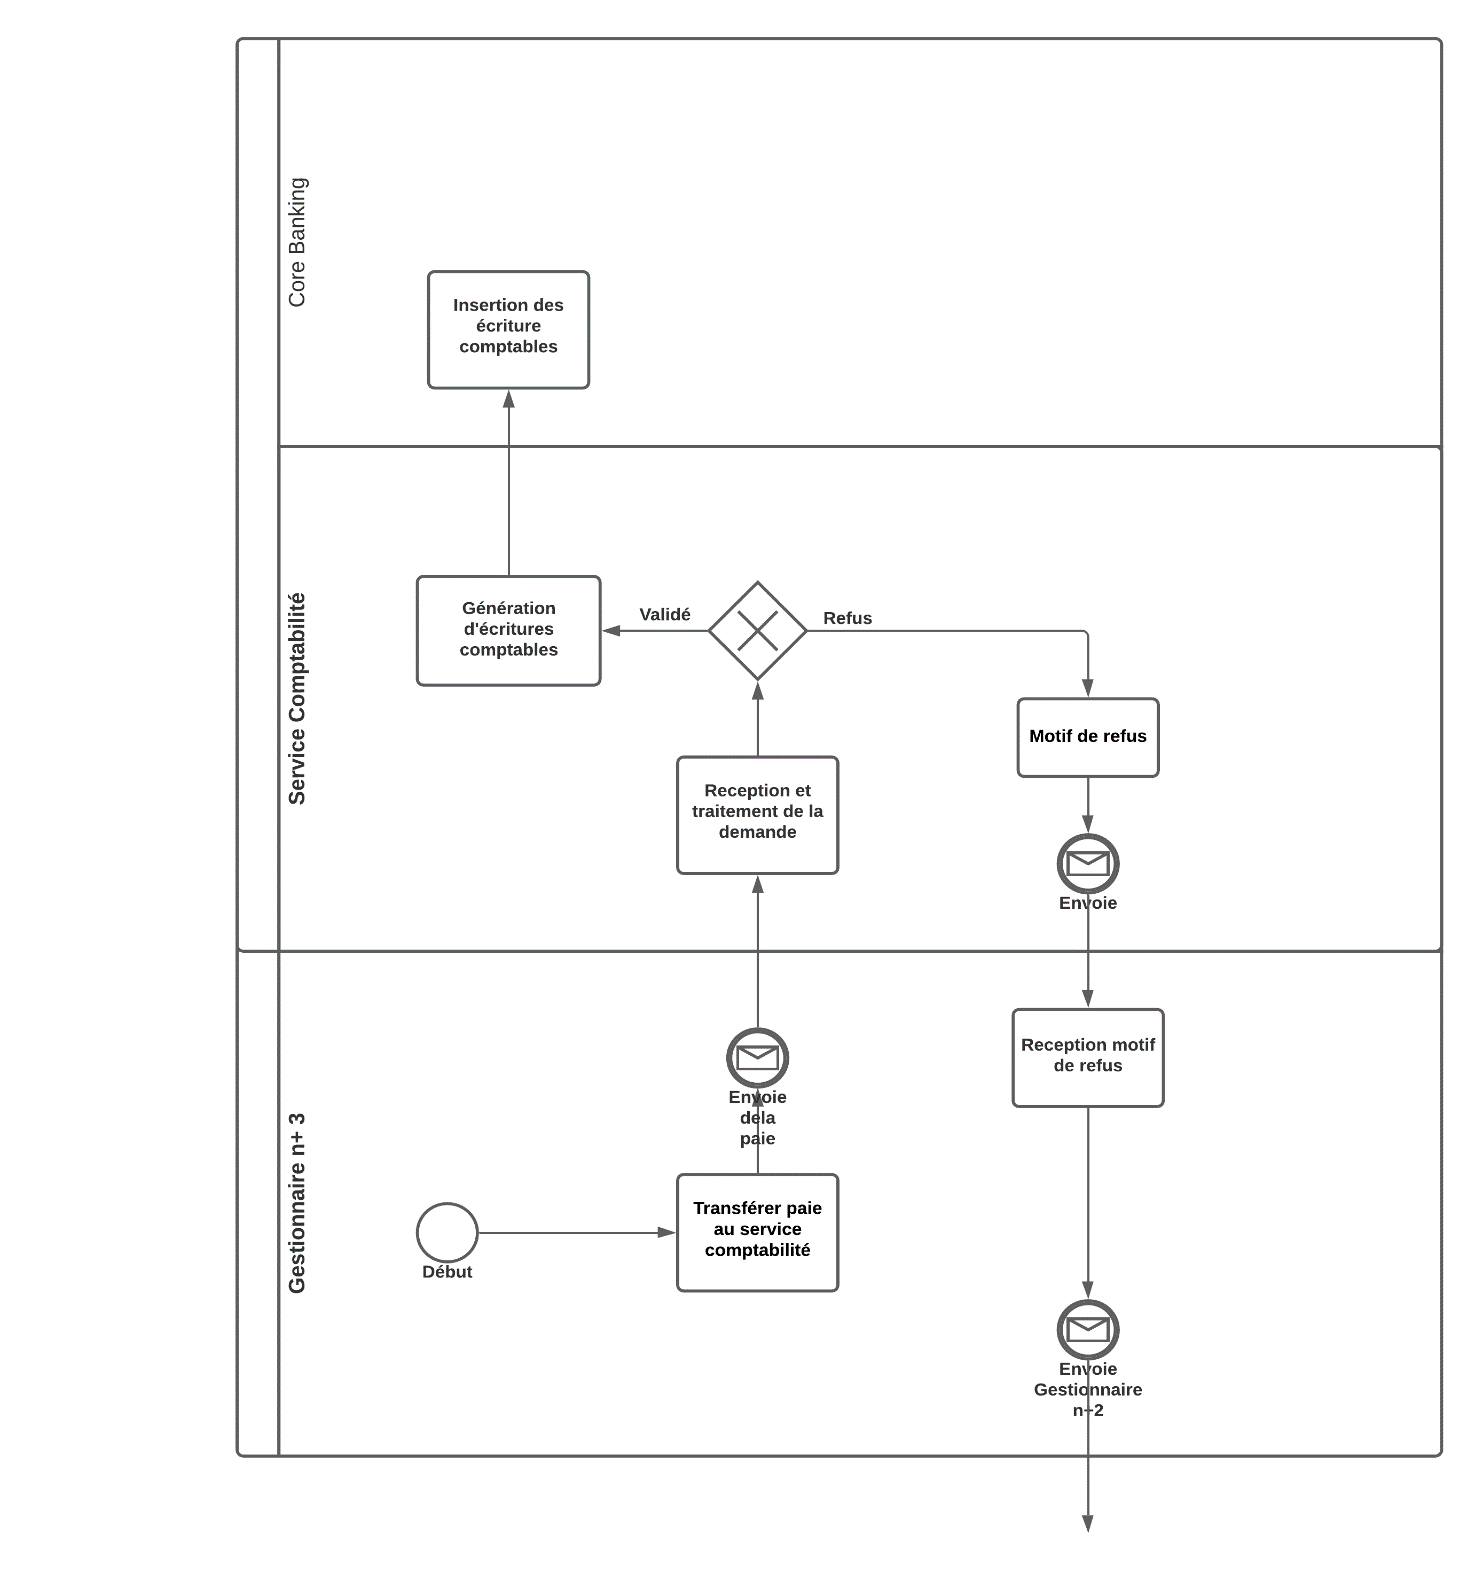 Core Banking
Insertion des
écriture
comptables
Service Comptabilité
Génération
d'écritures
comptables
Validé
Refus
Motif de refus
Reception et
traitement de la
demande
Envoie
Gestionnaire n+ 3
Reception motif
de refus
Envoie
dela
paie
Transférer paie
au service
comptabilité
Début
Envoie
Gestionnaire
n+2